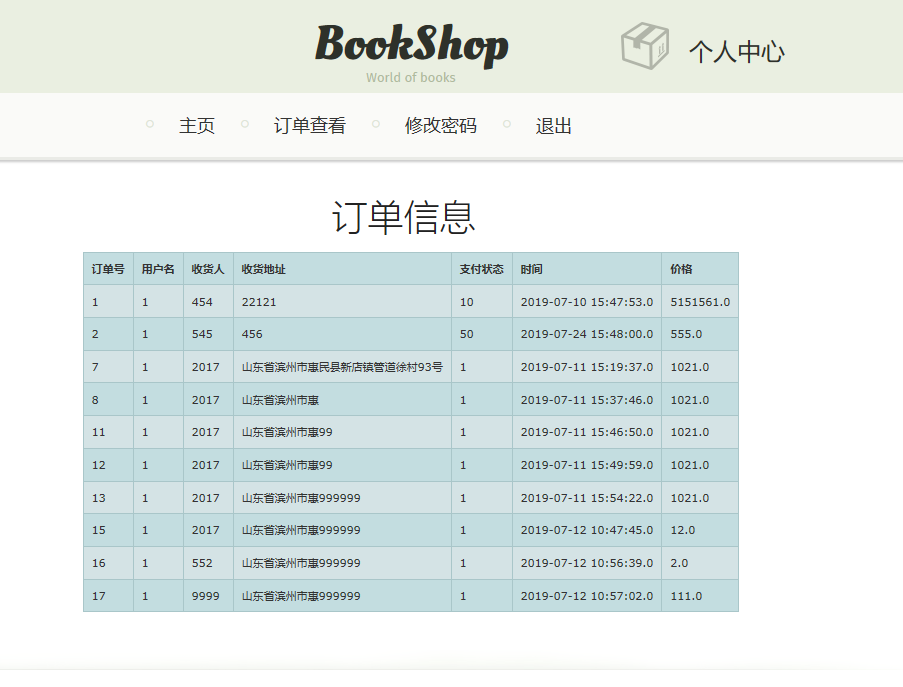 BookShop
World of books
个人中心
主页 订单查看 修改密码 退出
订单信息
订单号 用户名 收货人 收货地址 支付状态 时间 价格
1 1 454 22121 10 2019-07-10 15:47:53.0 5151561.0
2 1 545 456 50 2019-07-24 15:48:00.0 555.0
7 1 2017 山东省滨州市惠民县新店镇管道徐村93号 1 2019-07-11 15:19:37.0 1021.0
8 1 2017 山东省滨州市惠 1 2019-07-11 15:37:46.0 1021.0
11 1 2017 山东省滨州市惠99 1 2019-07-11 15:46:50.0 1021.0
12 1 2017 山东省滨州市惠99 1 2019-07-11 15:49:59.0 1021.0
13 1 2017 山东省滨州市惠999999 1 2019-07-11 15:54:22.0 1021.0
15 1 2017 山东省滨州市惠999999 1 2019-07-12 10:47:45.0 12.0
16 1 552 山东省滨州市惠999999 1 2019-07-12 10:56:39.0 2.0
17 1 9999 山东省滨州市惠999999 1 2019-07-12 10:57:02.0 111.0